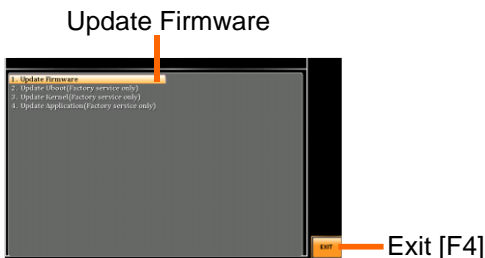 Update Firmware
1. Update Firmware
2. Update Uboot(Factory service only)
3. Update Kernel(Factory service only)
4. Update Application(Factory service only)
EXIT
Exit [F4]